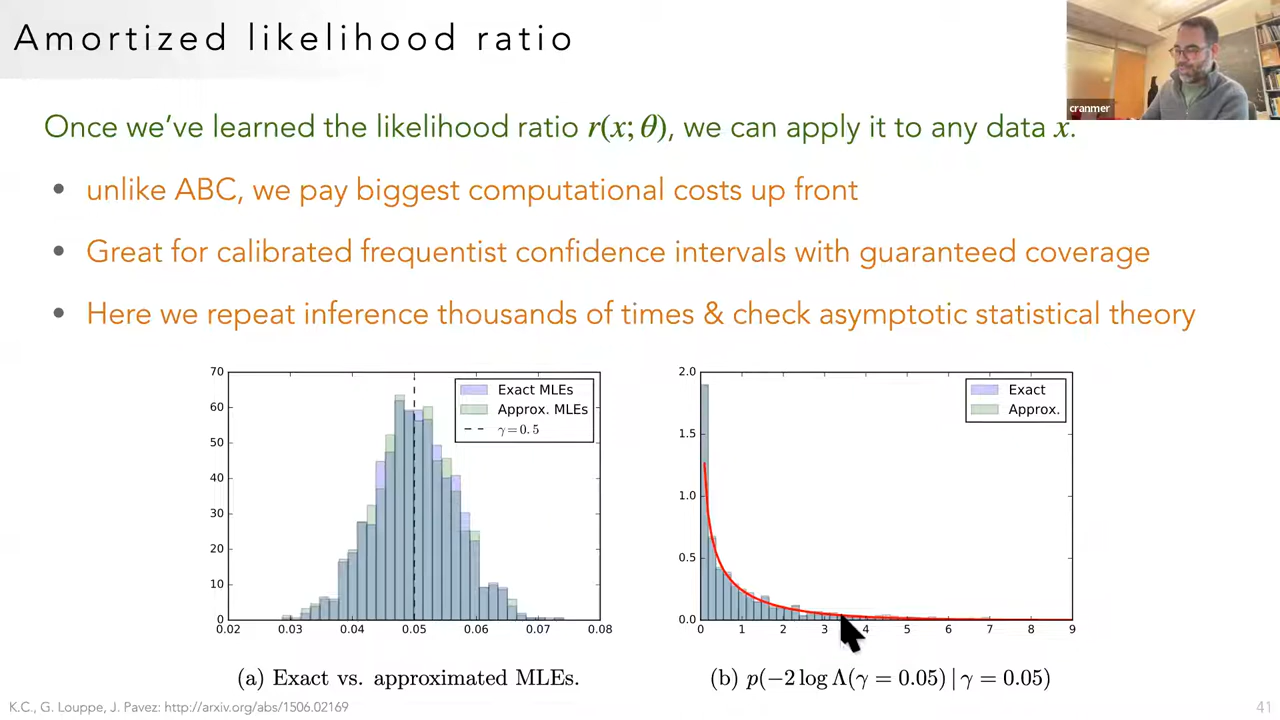 Amortized likelihood ratio
cranmer
Once we've learned the likelihood ratio r(x; θ), we can apply it to any data x.
• unlike ABC, we pay biggest computational costs up front
• Great for calibrated frequentist confidence intervals with guaranteed coverage
• Here we repeat inference thousands of times & check asymptotic statistical theory
70
60
50
40
30
20
10
0
0.02 0.03 0.04 0.05 0.06 0.07 0.08
Exact MLEs
Approx. MLEs
γ = 0.5
(a) Exact vs. approximated MLEs.
2.0
1.5
1.0
0.5
0.0
0 1 2 3 4 5 6 7 8 9
Exact
Approx.
(b) p(−2 log Λ(γ = 0.05) | γ = 0.05)
K.C., G. Louppe, J. Pavez: http://arxiv.org/abs/1506.02169
41